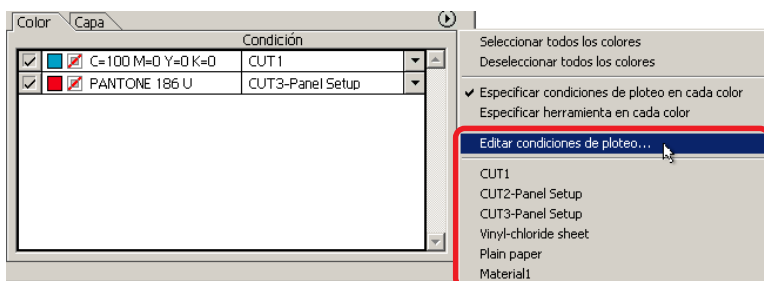 Color Capa
Condición
C=100 M=0 Y=0 K=0 CUT1
PANTONE 186 U CUT3-Panel Setup
Seleccionar todos los colores
Deseleccionar todos los colores
Especificar condiciones de ploteo en cada color
Especificar herramienta en cada color
Editar condiciones de ploteo...
CUT1
CUT2-Panel Setup
CUT3-Panel Setup
Vinyl-chloride sheet
Plain paper
Material1